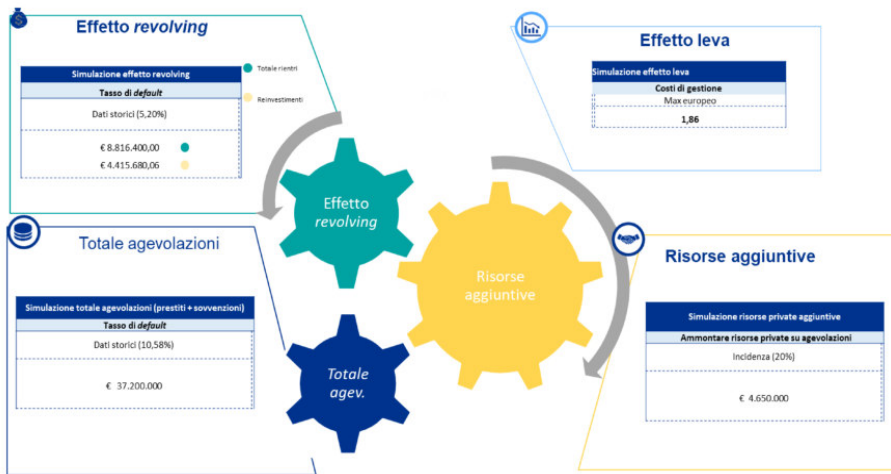 Effetto revolving
Simulazione effetto revolving
Tasso di default
Dati storici (5,20%)
€ 8.816.400,00
€ 4.415.680,06
Totale rientri
Reinvestimenti
Effetto leva
Simulazione effetto leva
Costi di gestione
Max europeo
1,86
Effetto
revolving
Totale agevolazioni
Simulazione totale agevolazioni (prestiti + sovvenzioni)
Tasso di default
Dati storici (10,58%)
€ 37.200.000
Risorse
aggiuntive
Totale
agev.
Risorse aggiuntive
Simulazione risorse private aggiuntive
Ammontare risorse private su agevolazioni
Incidenza (20%)
€ 4.650.000